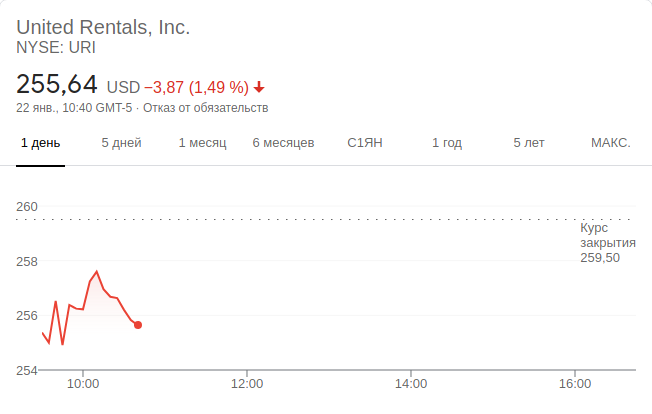 United Rentals, Inc.
NYSE: URI
255,64 USD −3,87 (1,49 %)
22 янв., 10:40 GMT-5 · Отказ от обязательств
1 день 5 дней 1 месяц 6 месяцев С1ЯН 1 год 5 лет МАКС.
260
Курс
закрытия
259,50
258
256
254
10:00 12:00 14:00 16:00